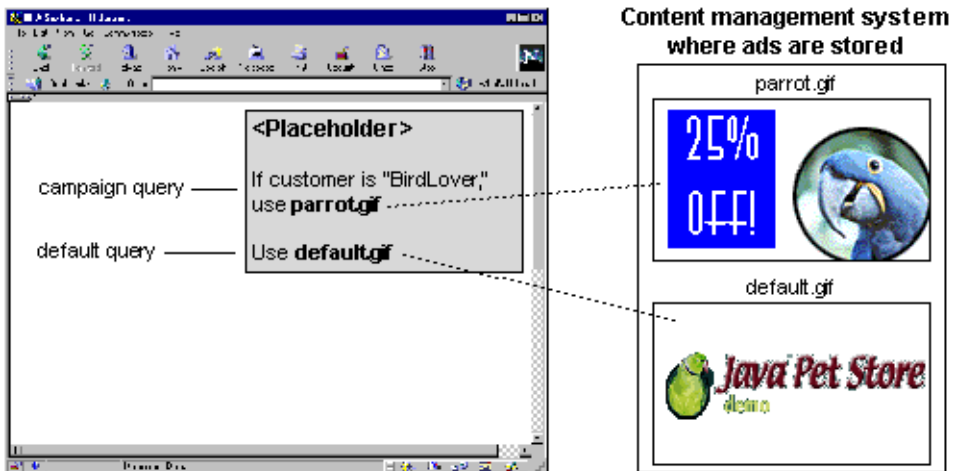 Content management system
where ads are stored
<Placeholder>
campaign query
If customer is "BirdLover,"
use parrot.gif
default query
Use default.gif
parrot.gif
25%
OFF!
default.gif
Java Pet Store
demo